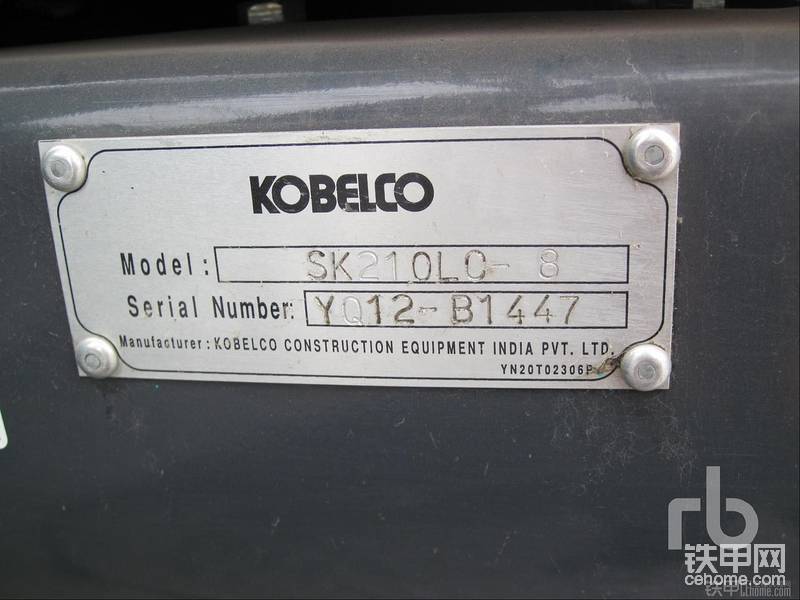 KOBELCO
Model: SK210LC-8
Serial Number: YQ12-B1447
Manufacturer: KOBELCO CONSTRUCTION EQUIPMENT INDIA PVT. LTD.
YN20T02306P
rb
铁甲网
cehome.com